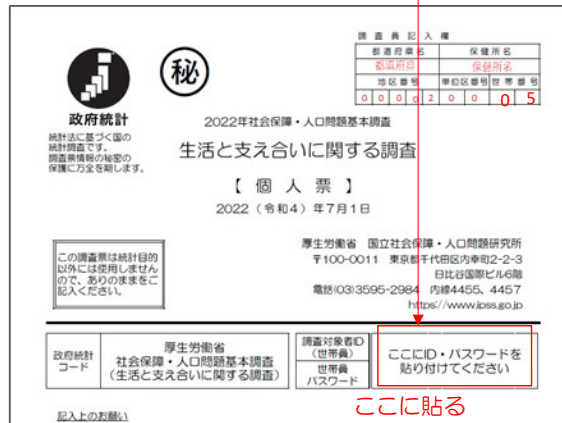 調査員記入欄
都道府県名 保健所名
都道府県 保健所名
地区番号 単位区番号 世帯番号
0 0 0 0 2 0 0 0 5
秘
政府統計
統計法に基づく国の
統計調査です。
調査票情報の秘密の
保護に万全を期します。
2022年社会保障・人口問題基本調査
生活と支え合いに関する調査
【個人票】
2022(令和4)年7月1日
この調査票は統計目的
以外には使用しません
ので、ありのままをご
記入ください。
厚生労働省 国立社会保障・人口問題研究所
〒100-0011 東京都千代田区内幸町2-2-3
日比谷国際ビル6階
電話(03)3595-2984 内線4455、4457
https://www.ipss.go.jp
政府統計
コード
厚生労働省
社会保障・人口問題基本調査
(生活と支え合いに関する調査)
調査対象者ID
(世帯員)
世帯員
パスワード
ここにID・パスワードを
貼り付けてください
ここに貼る
記入上のお願い